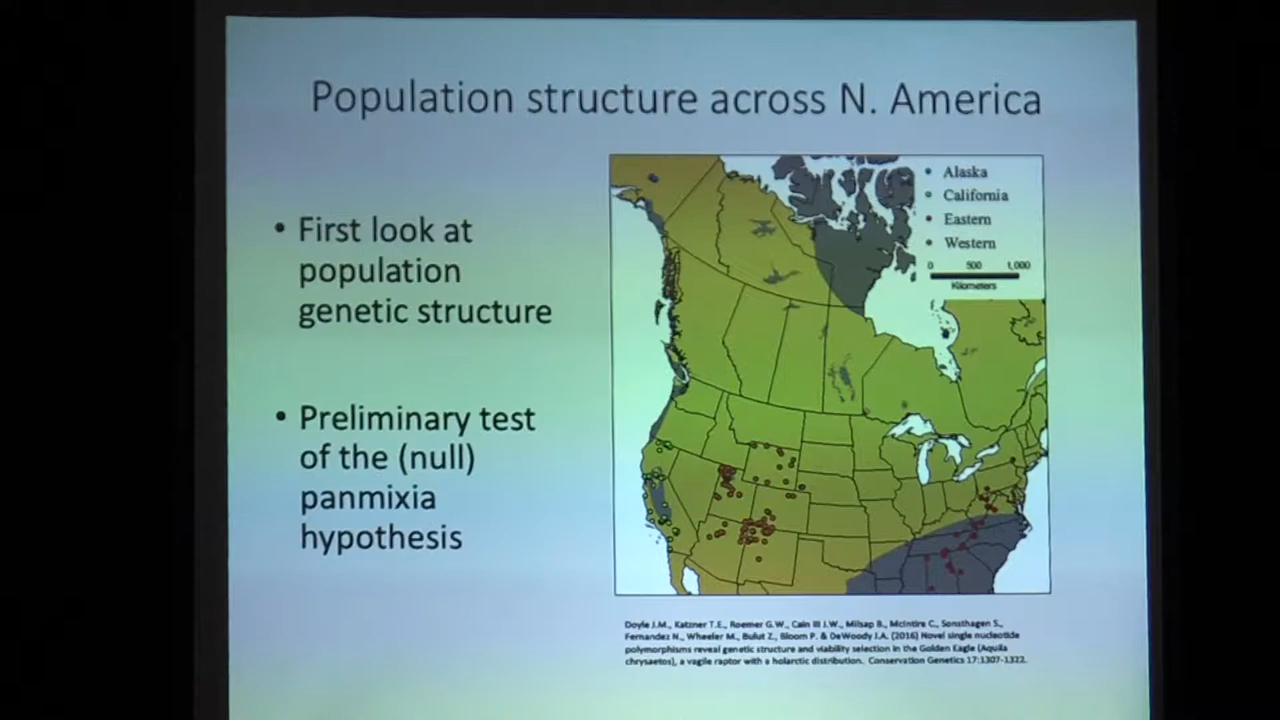 Population structure across N. America
• First look at
population
genetic structure
• Preliminary test
of the (null)
panmixia
hypothesis
Alaska
California
Eastern
Western
0 500 1,000
Kilometers
Doyle J.M., Katzner T.E., Roemer G.W., Cain III J.W., Millsap B., McIntire C., Sonsthagen S.,
Fernandez N., Wheeler M., Bulut Z., Bloom P. & DeWoody J.A. (2016) Novel single nucleotide
polymorphisms reveal genetic structure and viability selection in the Golden Eagle (Aquila
chrysaetos), a vagile raptor with a holarctic distribution. Conservation Genetics 17:1307-1322.